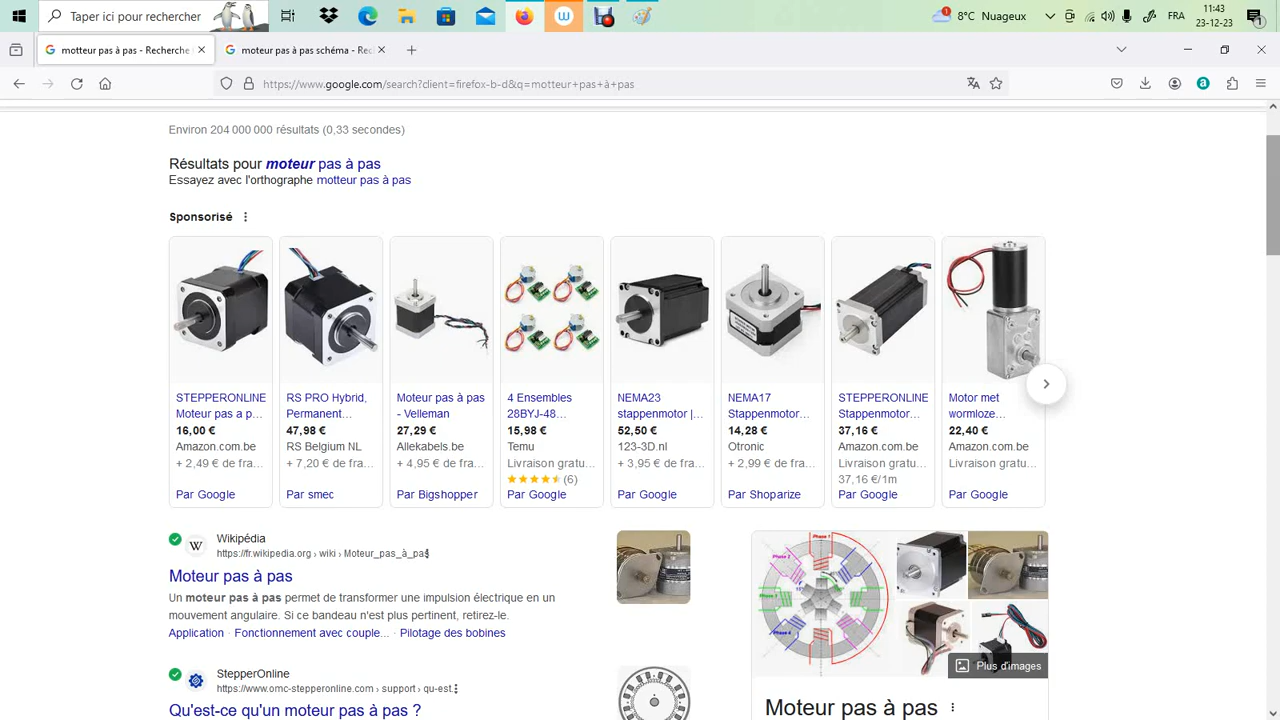 Taper ici pour rechercher
8°C Nuageux
FRA
11:43
23-12-23
motteur pas à pas - Recherche
moteur pas à pas schéma - Rec
https://www.google.com/search?client=firefox-b-d&q=motteur+pas+à+pas
Environ 204 000 000 résultats (0,33 secondes)
Résultats pour moteur pas à pas
Essayez avec l'orthographe motteur pas à pas
Sponsorisé
STEPPERONLINE
Moteur pas a p...
16,00 €
Amazon.com.be
+ 2,49 € de fra...
Par Google
RS PRO Hybrid,
Permanent...
47,98 €
RS Belgium NL
+ 7,20 € de fra...
Par smec
Moteur pas à pas
- Velleman
27,29 €
Allekabels.be
+ 4,95 € de fra...
Par Bigshopper
4 Ensembles
28BYJ-48...
15,98 €
Temu
Livraison gratu...
(6)
Par Google
NEMA23
stappenmotor |...
52,50 €
123-3D.nl
+ 3,95 € de fra...
Par Google
NEMA17
Stappenmotor...
14,28 €
Otronic
+ 2,99 € de fra...
Par Shoparize
STEPPERONLINE
Stappenmotor...
37,16 €
Amazon.com.be
Livraison gratu...
37,16 €/1m
Par Google
Motor met
wormloze...
22,40 €
Amazon.com.be
Livraison gratu...
Par Google
W
Wikipédia
https://fr.wikipedia.org › wiki › Moteur_pas_à_pas
Moteur pas à pas
Un moteur pas à pas permet de transformer une impulsion électrique en un
mouvement angulaire. Si ce bandeau n'est plus pertinent, retirez-le.
Application · Fonctionnement avec couple... · Pilotage des bobines
StepperOnline
https://www.omc-stepperonline.com › support › qu-est.
Qu'est-ce qu'un moteur pas à pas ?
Phase 1
Phase 2
Phase 3
Phase 4
Plus d'images
Moteur pas à pas